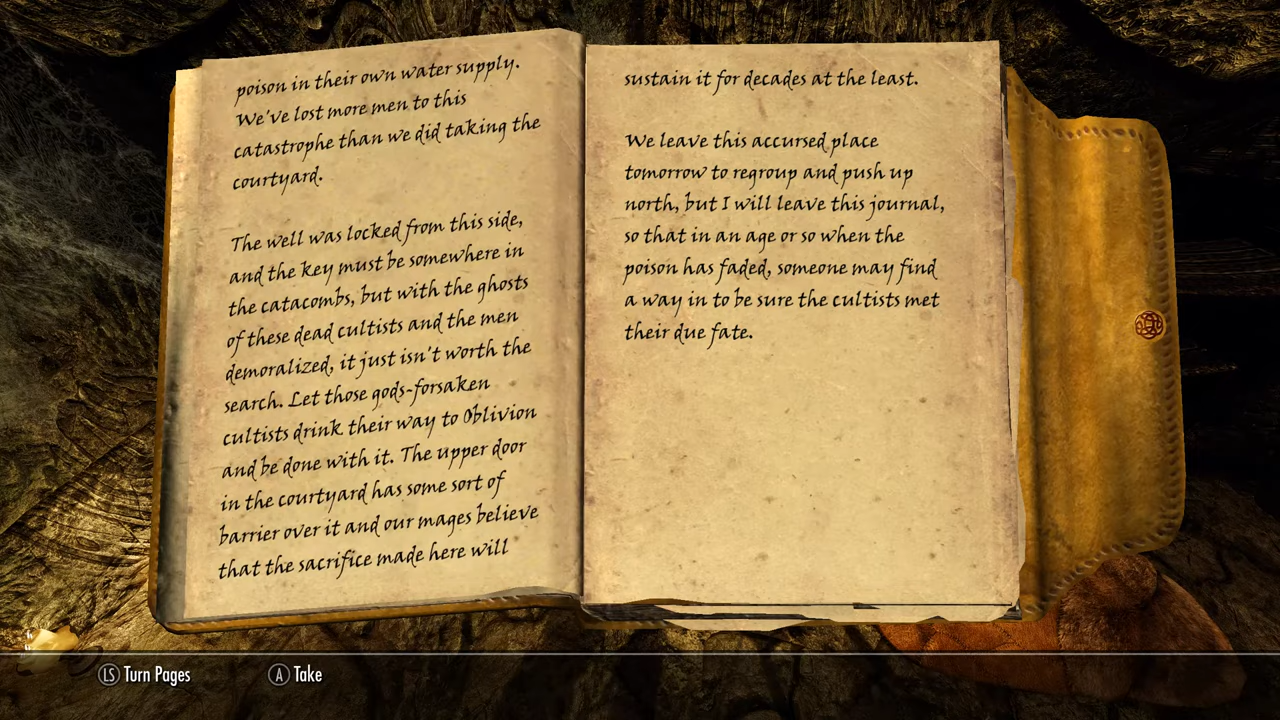 poison in their own water supply.
We've lost more men to this
catastrophe than we did taking the
courtyard.
The well was locked from this side,
and the key must be somewhere in
the catacombs, but with the ghosts
of these dead cultists and the men
demoralized, it just isn't worth the
search. Let those gods-forsaken
cultists drink their way to Oblivion
and be done with it. The upper door
in the courtyard has some sort of
barrier over it and our mages believe
that the sacrifice made here will
sustain it for decades at the least.
We leave this accursed place
tomorrow to regroup and push up
north, but I will leave this journal,
so that in an age or so when the
poison has faded, someone may find
a way in to be sure the cultists met
their due fate.
LS Turn Pages
A Take